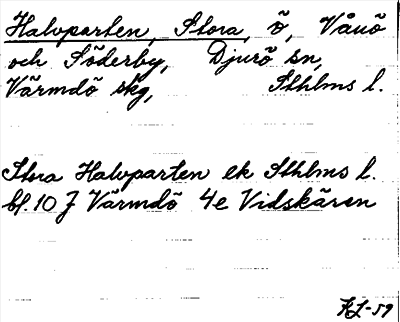 Halvparten, Stora, ö, Vånö
och Söderby, Djurö sn,
Värmdö skg, Sthlms l.
Stora Halvparten ek Sthlms l.
bl. 10 J Värmdö 4e Vidskären
KL-59